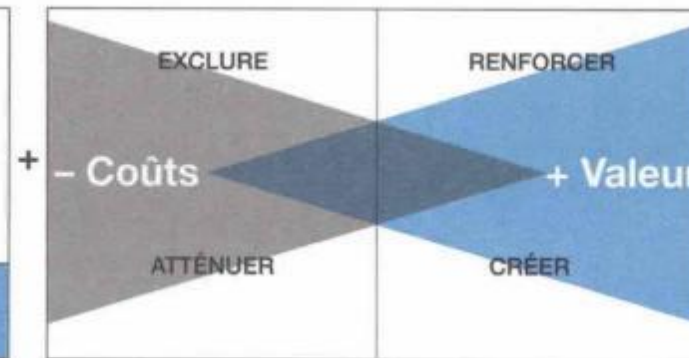 EXCLURE RENFORCER
+ – Coûts + Valeur
ATTÉNUER CRÉER